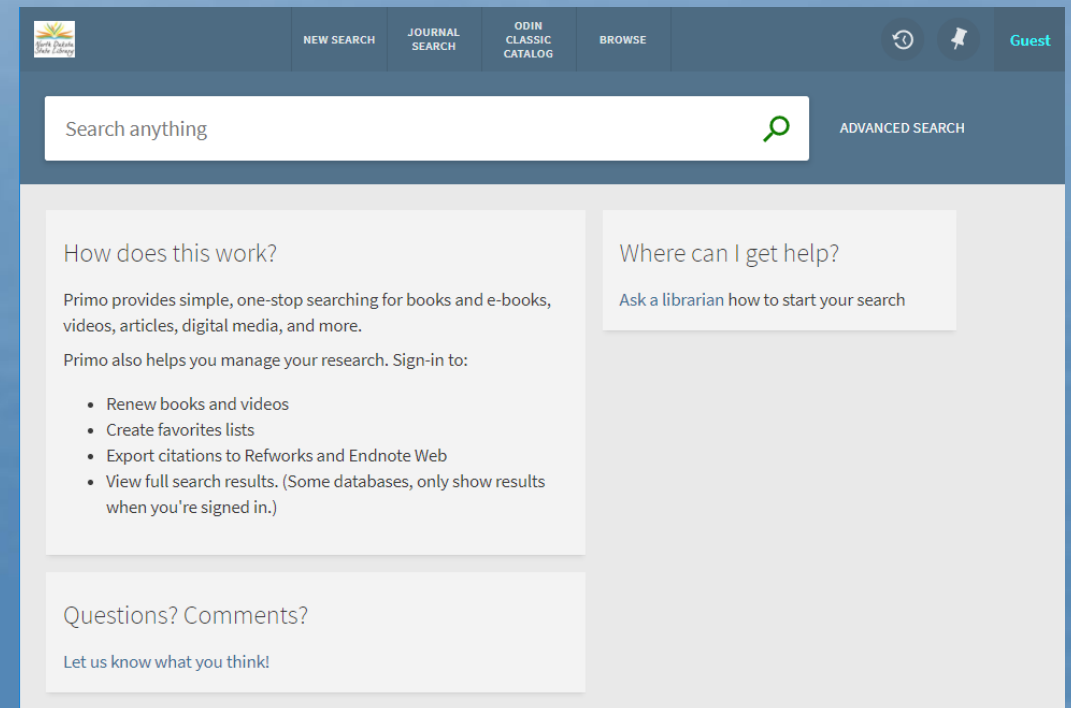 North Dakota
State Library
NEW SEARCH
JOURNAL
SEARCH
ODIN
CLASSIC
CATALOG
BROWSE
Guest
Search anything
ADVANCED SEARCH
How does this work?
Primo provides simple, one-stop searching for books and e-books,
videos, articles, digital media, and more.
Primo also helps you manage your research. Sign-in to:
• Renew books and videos
• Create favorites lists
• Export citations to Refworks and Endnote Web
• View full search results. (Some databases, only show results
when you're signed in.)
Where can I get help?
Ask a librarian how to start your search
Questions? Comments?
Let us know what you think!